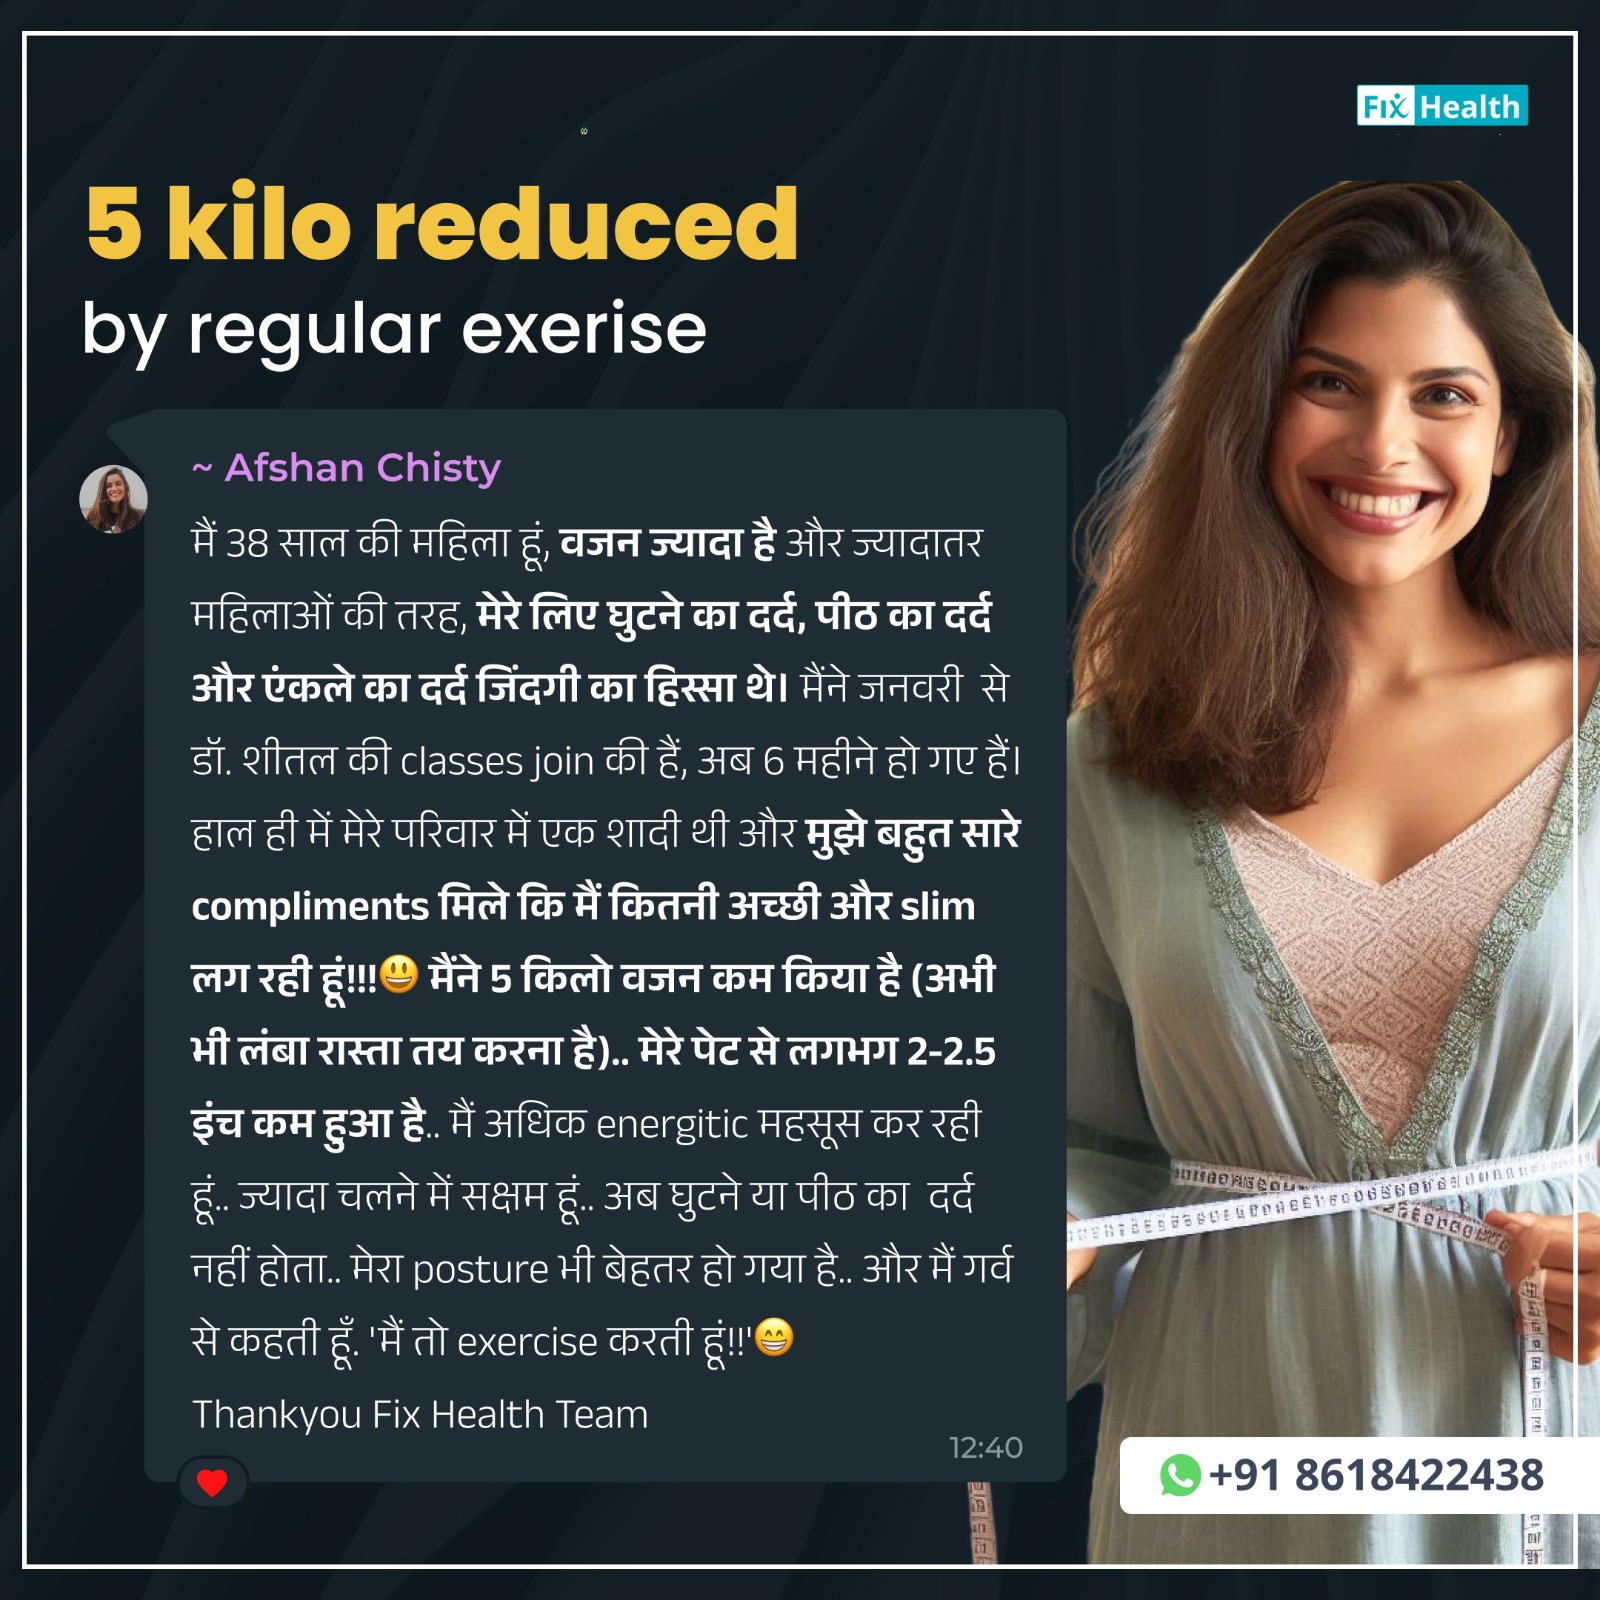 Fix Health
5 kilo reduced
by regular exerise
~ Afshan Chisty
मैं 38 साल की महिला हूं, वजन ज्यादा है और ज्यादातर
महिलाओं की तरह, मेरे लिए घुटने का दर्द, पीठ का दर्द
और एंकले का दर्द जिंदगी का हिस्सा थे। मैंने जनवरी से
डॉ. शीतल की classes join की हैं, अब 6 महीने हो गए हैं।
हाल ही में मेरे परिवार में एक शादी थी और मुझे बहुत सारे
compliments मिले कि मैं कितनी अच्छी और slim
लग रही हूं!!!😃 मैंने 5 किलो वजन कम किया है (अभी
भी लंबा रास्ता तय करना है).. मेरे पेट से लगभग 2-2.5
इंच कम हुआ है.. मैं अधिक energitic महसूस कर रही
हूं.. ज्यादा चलने में सक्षम हूं.. अब घुटने या पीठ का दर्द
नहीं होता.. मेरा posture भी बेहतर हो गया है.. और मैं गर्व
से कहती हूँ. 'मैं तो exercise करती हूं!!'😁
Thankyou Fix Health Team
12:40
+91 8618422438